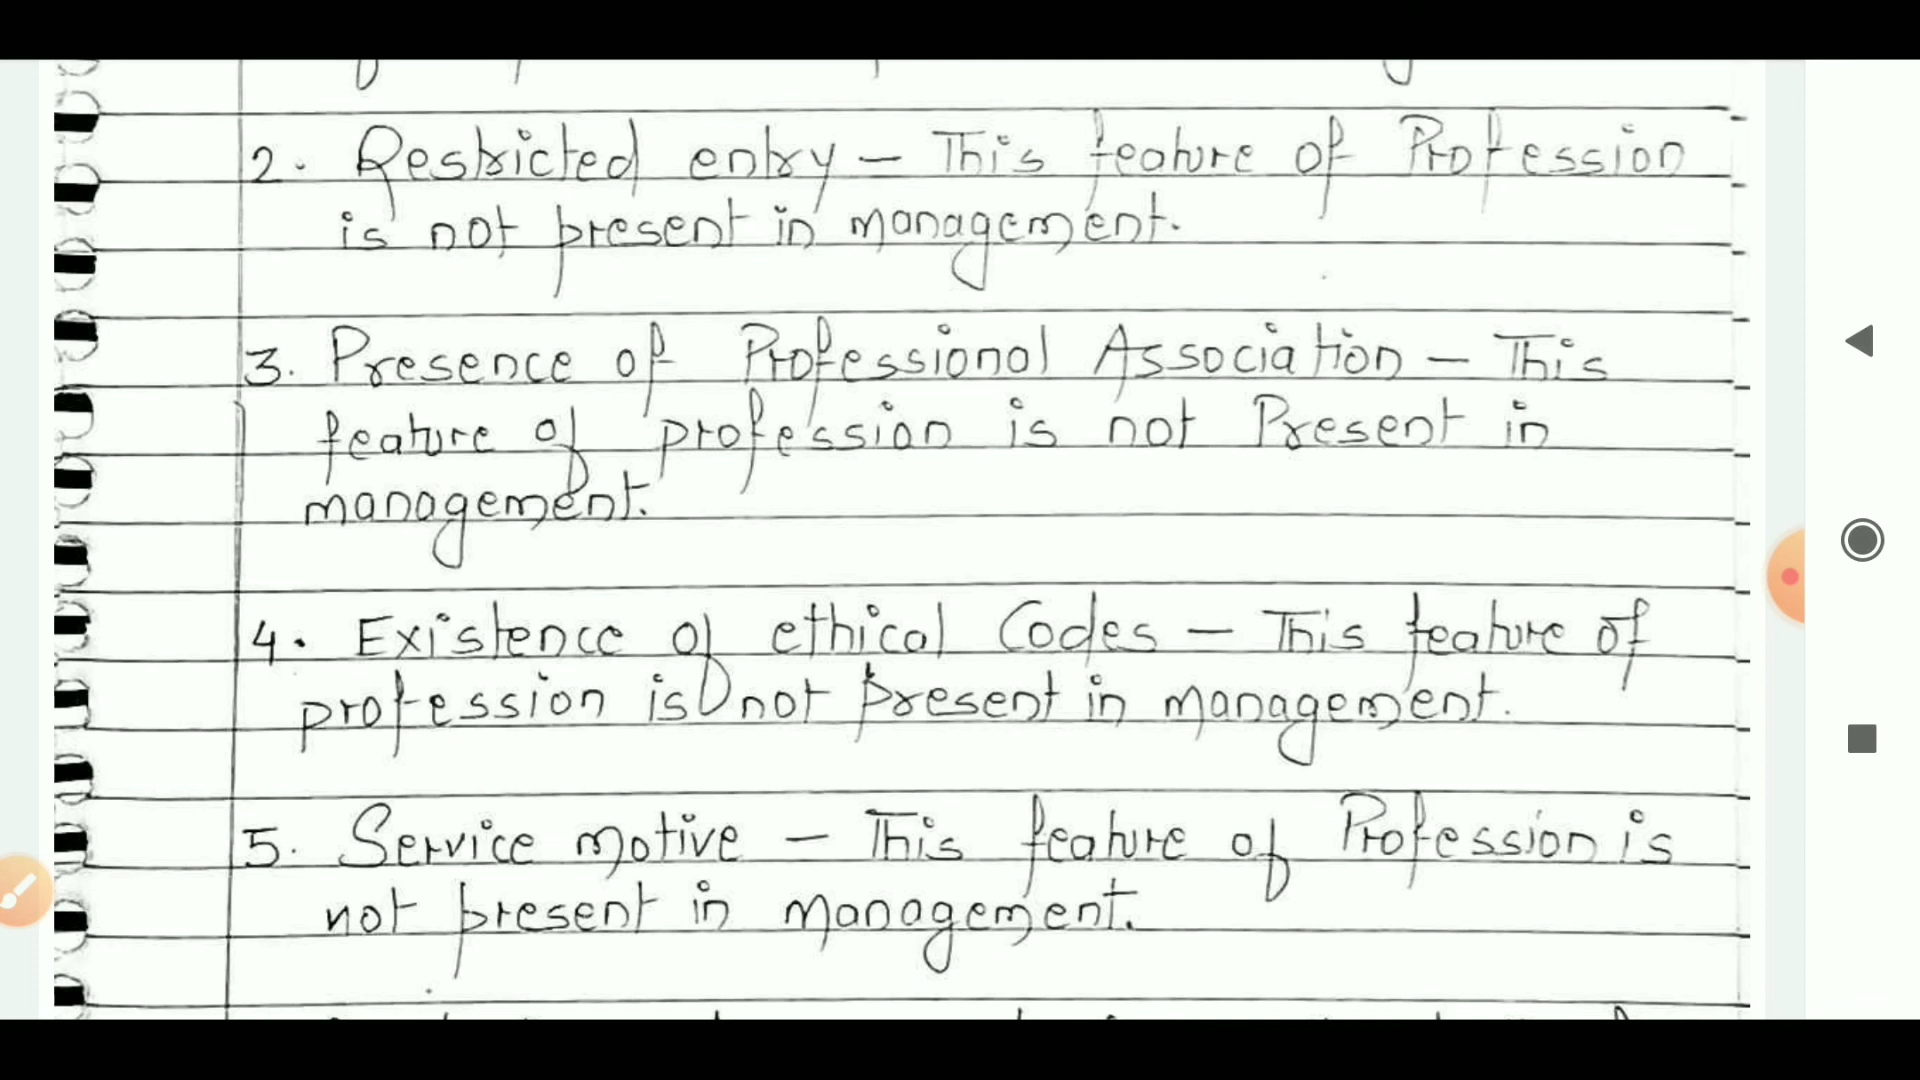 2. Restricted entry – This feature of Profession
is not present in management.
3. Presence of Professional Association – This
feature of profession is not Present in
management.
4. Existence of ethical Codes – This feature of
profession is not present in management.
5. Service motive – This feature of Profession is
not present in management.